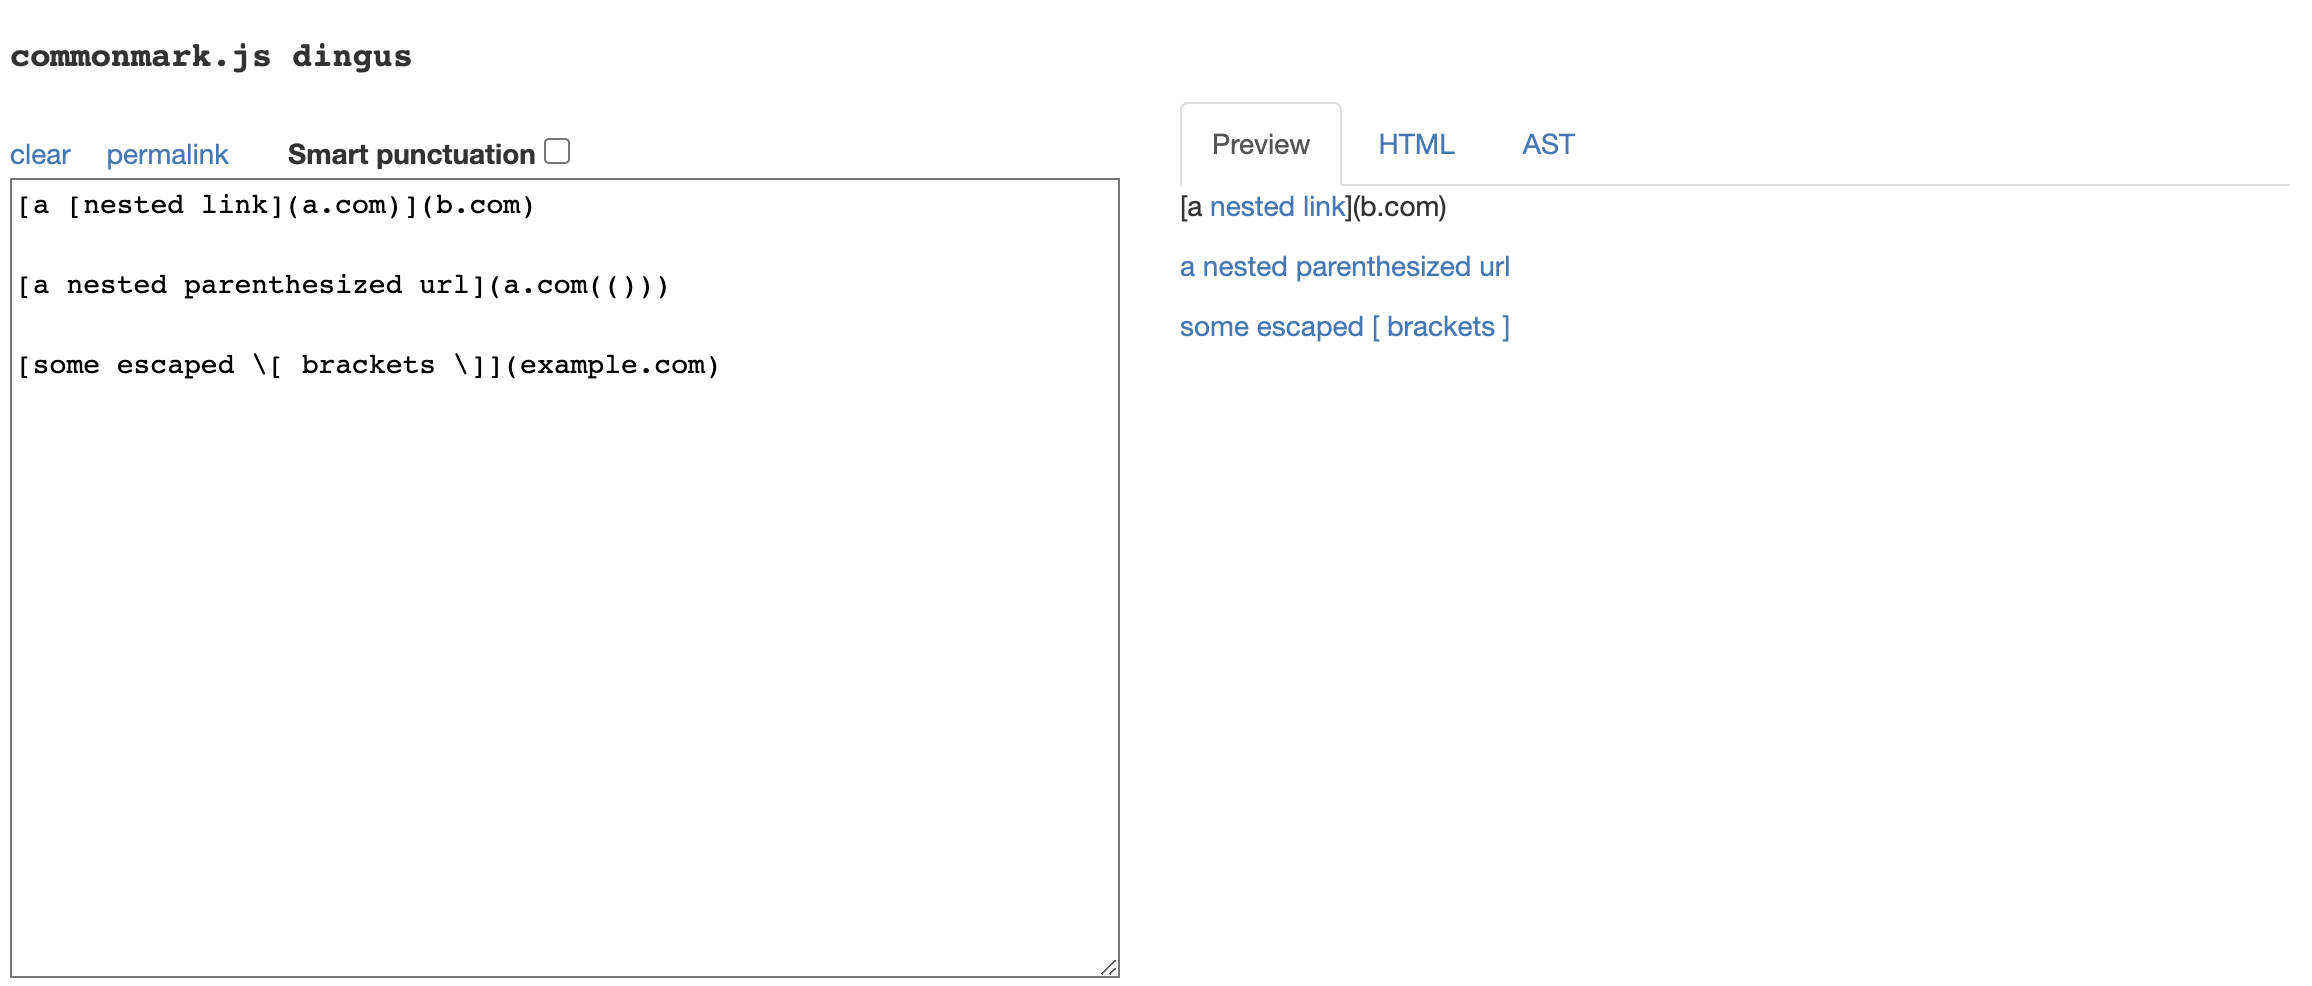 commonmark.js dingus
clear permalink Smart punctuation
Preview HTML AST
[a [nested link](a.com)](b.com)
[a nested parenthesized url](a.com(()))
[some escaped \[ brackets \]](example.com)
[a nested link](b.com)
a nested parenthesized url
some escaped [ brackets ]